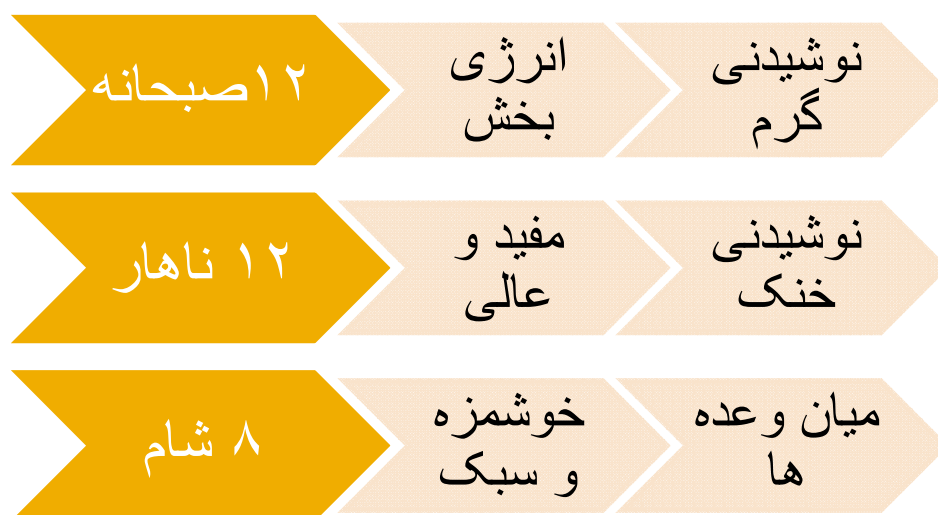 ۱۲صبحانه
انرژی
بخش
نوشیدنی
گرم
۱۲ ناهار
مفید و
عالی
نوشیدنی
خنک
۸ شام
خوشمزه
و سبک
میان وعده
ها